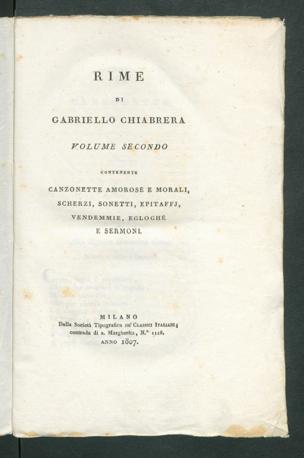 RIME
DI
GABRIELLO CHIABRERA
VOLUME SECONDO
CONTENENTE
CANZONETTE AMOROSE E MORALI,
SCHERZI, SONETTI, EPITAFFJ,
VENDEMMIE, EGLOGHE
E SERMONI.
MILANO
Dalla Società Tipografica de' CLASSICI ITALIANI,
contrada di s. Margherita, N.° 1118.
ANNO 1807.